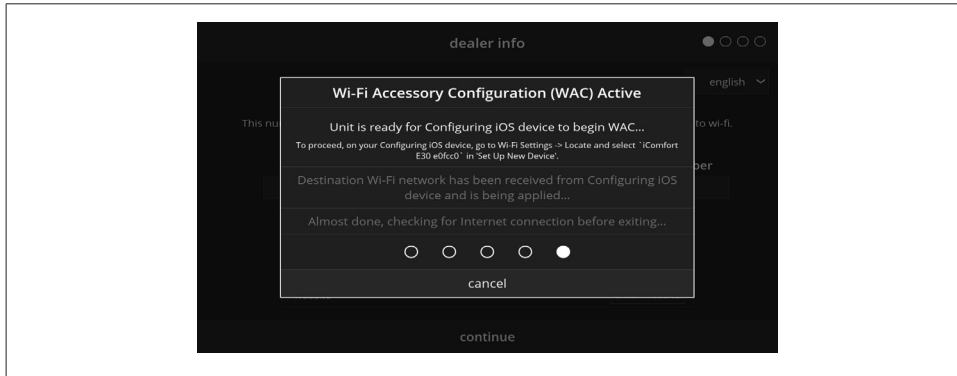 dealer info
english
Wi-Fi Accessory Configuration (WAC) Active
This
Unit is ready for Configuring iOS device to begin WAC...
to wi-fi.
To proceed, on your Configuring iOS device, go to Wi-Fi Settings -> Locate and select `iComfort
E30 e0fcc0` in 'Set Up New Device'.
Destination Wi-Fi network has been received from Configuring iOS
device and is being applied...
Almost done, checking for Internet connection before exiting...
cancel
continue